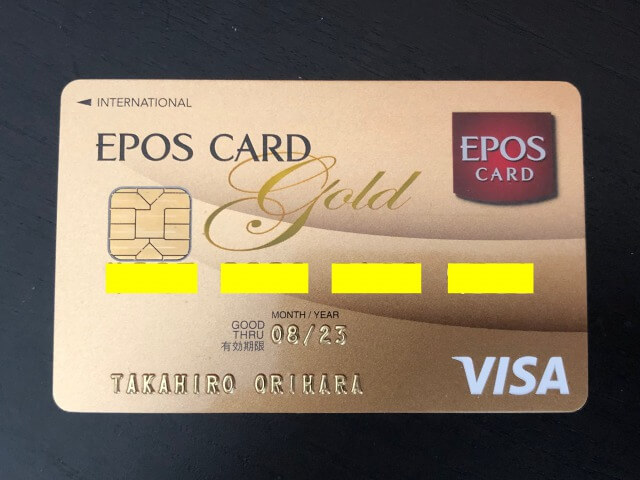 INTERNATIONAL
EPOS CARD
Gold
EPOS
CARD
MONTH / YEAR
GOOD
THRU
有効期限
08/23
TAKAHIRO ORIHARA
VISA